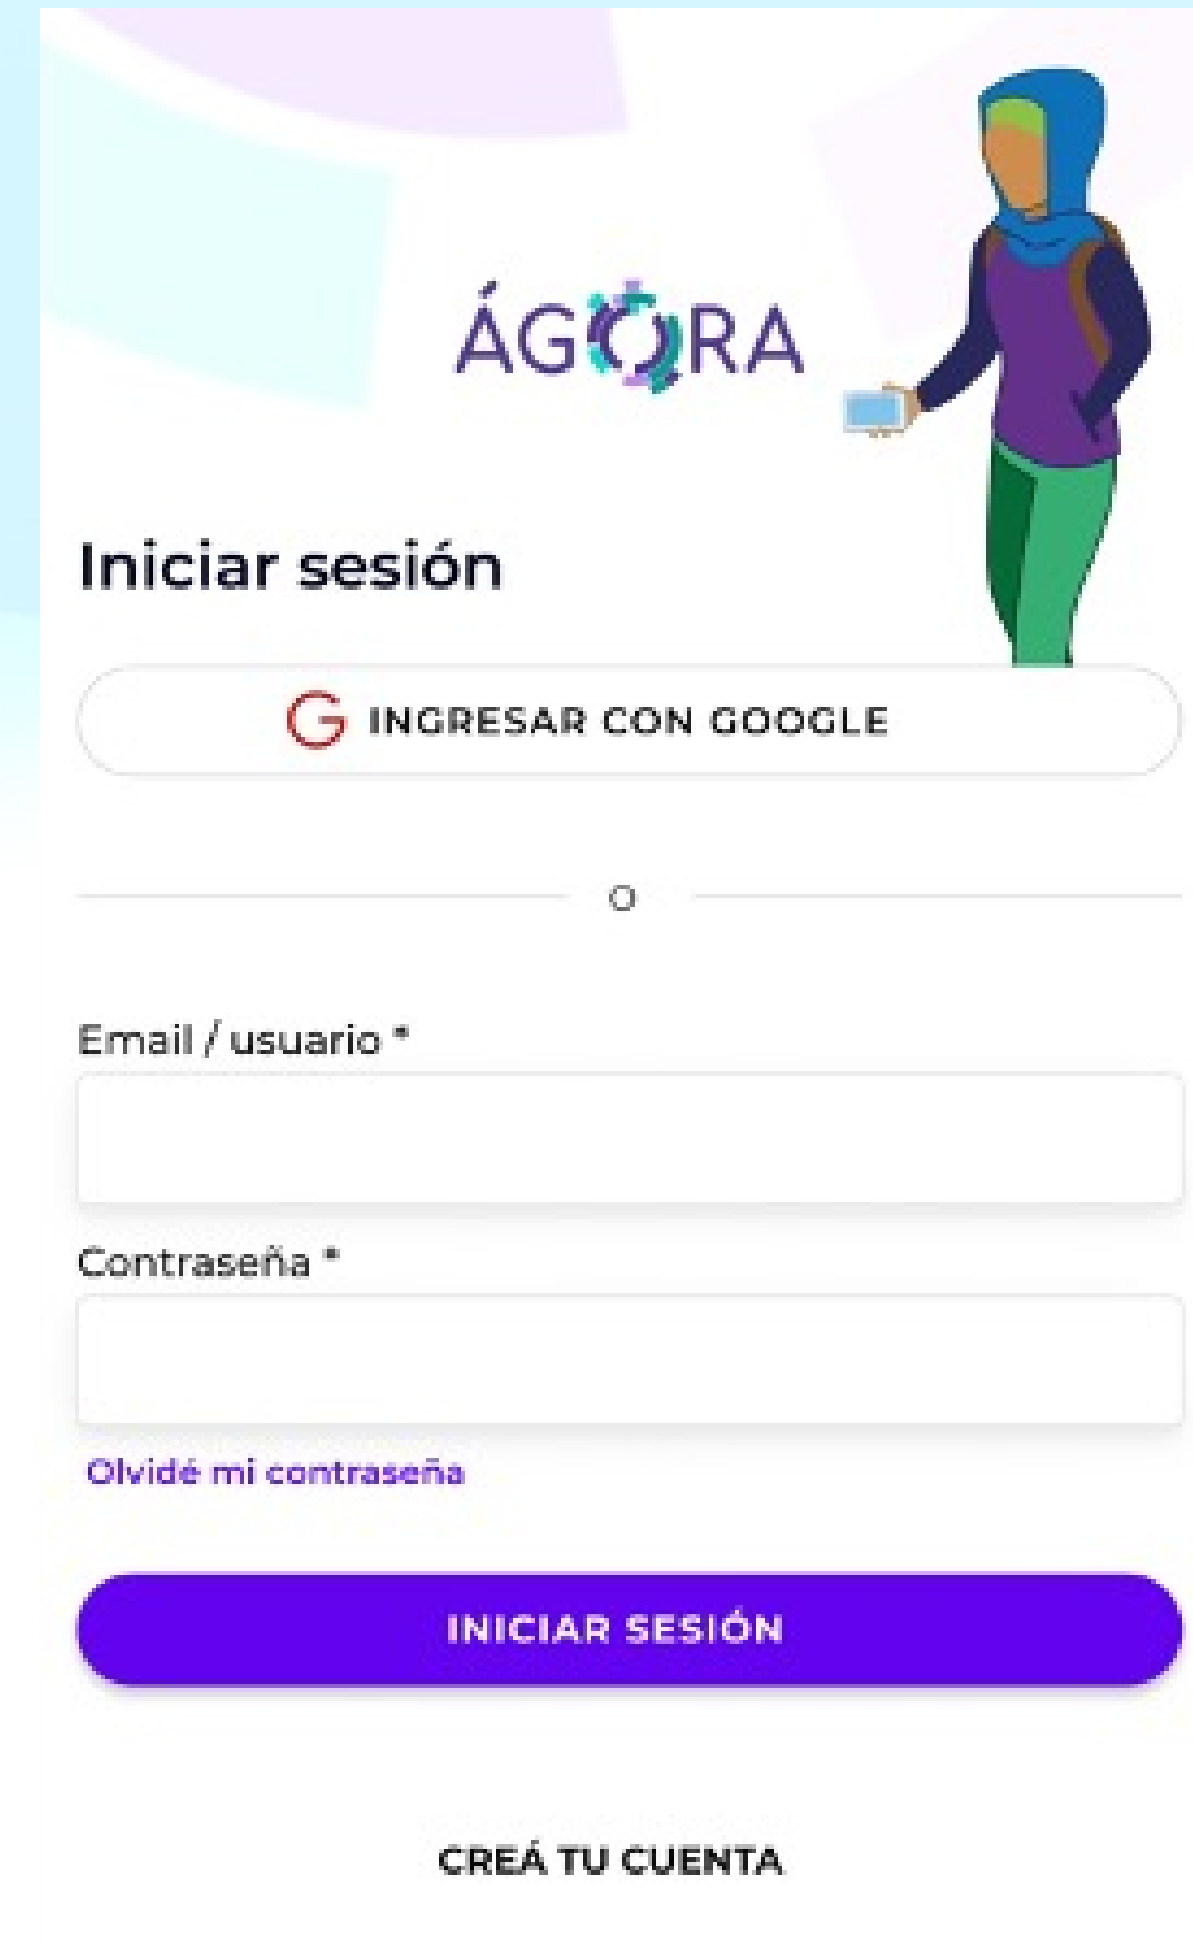 ÁGORA
Iniciar sesión
G INGRESAR CON GOOGLE
O
Email / usuario *
Contraseña *
Olvidé mi contraseña
INICIAR SESIÓN
CREÁ TU CUENTA